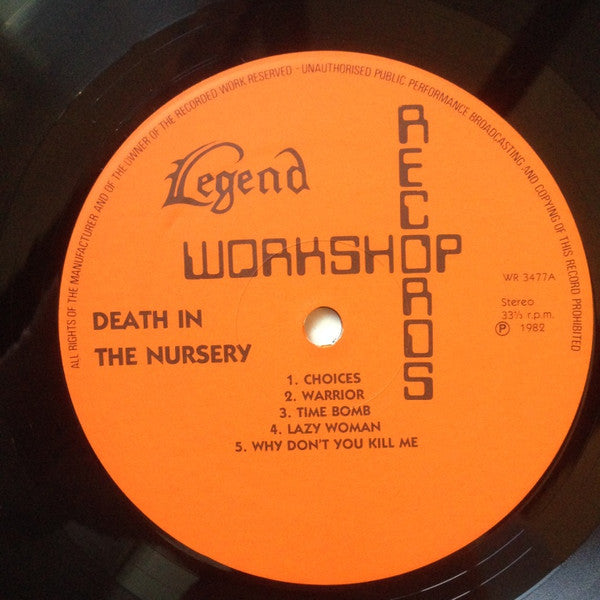 ALL RIGHTS OF THE MANUFACTURER AND OF THE OWNER OF THE RECORDED WORK RESERVED - UNAUTHORISED PUBLIC PERFORMANCE BROADCASTING AND COPYING OF THIS RECORD PROHIBITED
Legend
WORKSHOP
RECORDS
WR 3477A
Stereo
33⅓ r.p.m.
Ⓟ 1982
DEATH IN
THE NURSERY
1. CHOICES
2. WARRIOR
3. TIME BOMB
4. LAZY WOMAN
5. WHY DON'T YOU KILL ME